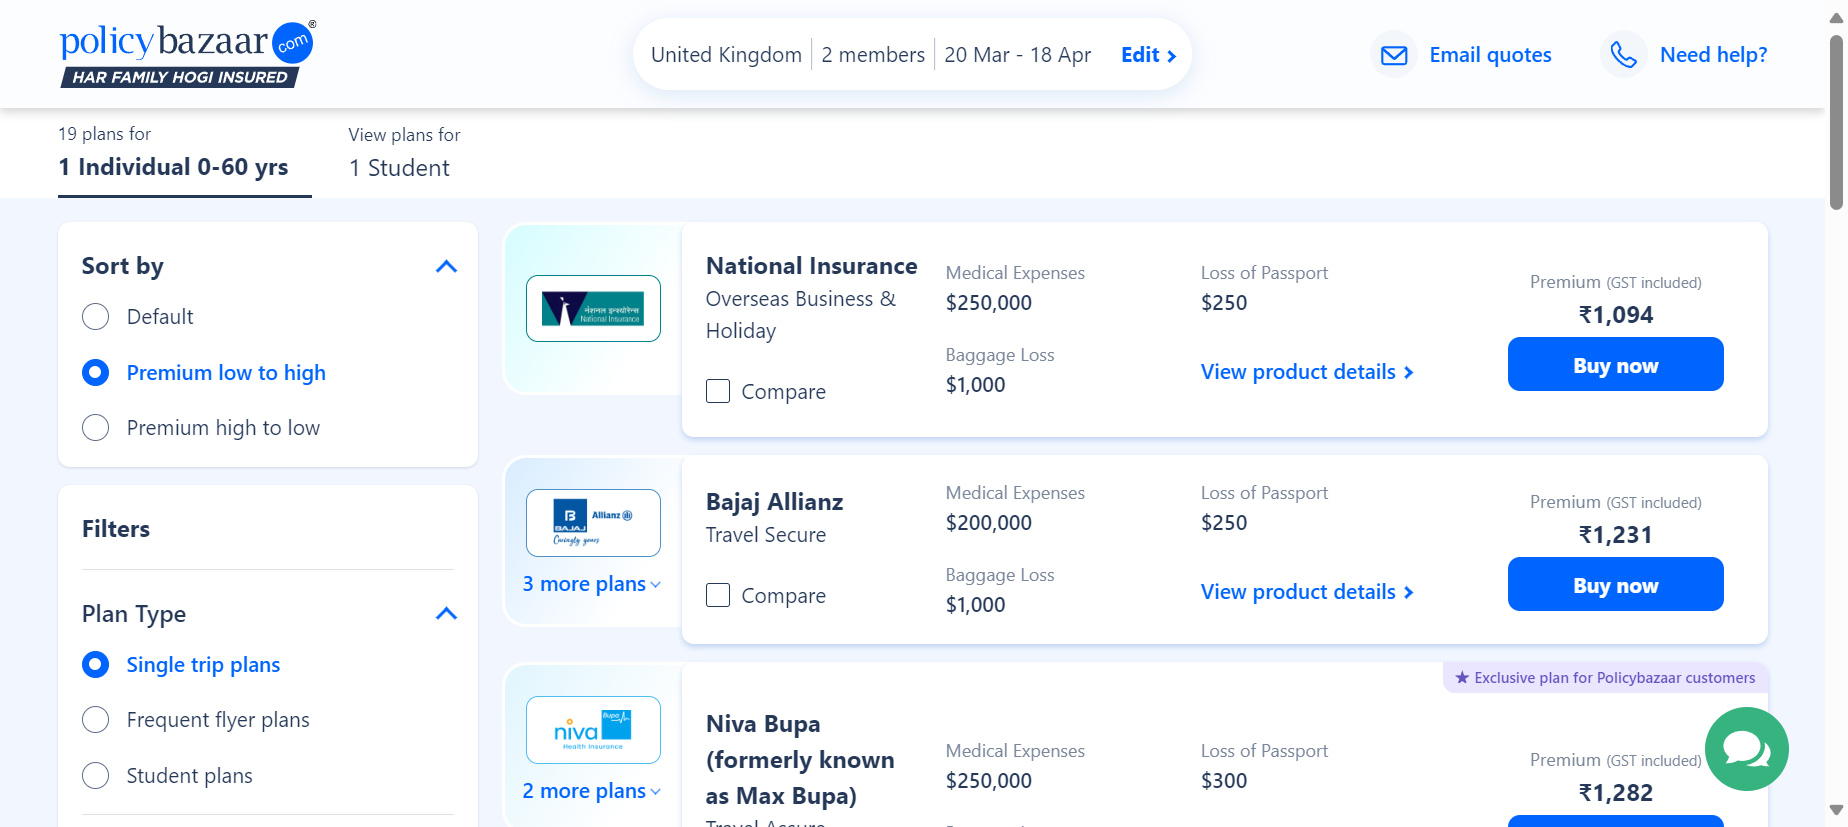 policybazaar com ®
HAR FAMILY HOGI INSURED
United Kingdom 2 members 20 Mar - 18 Apr Edit
Email quotes
Need help?
19 plans for
1 Individual 0-60 yrs
View plans for
1 Student
Sort by
Default
Premium low to high
Premium high to low
Filters
Plan Type
Single trip plans
Frequent flyer plans
Student plans
नेशनल इन्श्योरेन्स
National Insurance
National Insurance
Overseas Business &
Holiday
Compare
Medical Expenses
$250,000
Baggage Loss
$1,000
Loss of Passport
$250
View product details
Premium (GST included)
₹1,094
Buy now
B
BAJAJ
Allianz
Caringly yours
3 more plans
Bajaj Allianz
Travel Secure
Compare
Medical Expenses
$200,000
Baggage Loss
$1,000
Loss of Passport
$250
View product details
Premium (GST included)
₹1,231
Buy now
niva Bupa
Health Insurance
2 more plans
Exclusive plan for Policybazaar customers
Niva Bupa
(formerly known
as Max Bupa)
Travel Assure
Medical Expenses
$250,000
Loss of Passport
$300
Premium (GST included)
₹1,282